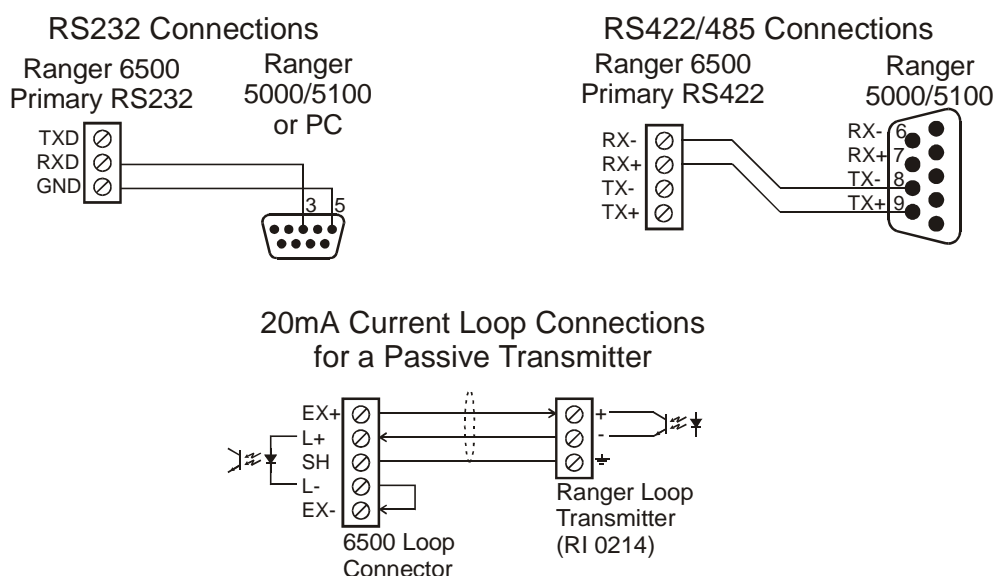 RS232 Connections
Ranger 6500
Primary RS232
Ranger
5000/5100
or PC
TXD
RXD
GND
3 5
RS422/485 Connections
Ranger 6500
Primary RS422
Ranger
5000/5100
RX-
RX+
TX-
TX+
RX- 6
RX+ 7
TX- 8
TX+ 9
20mA Current Loop Connections
for a Passive Transmitter
EX+
L+
SH
L-
EX-
6500 Loop
Connector
+
-
Ranger Loop
Transmitter
(RI 0214)